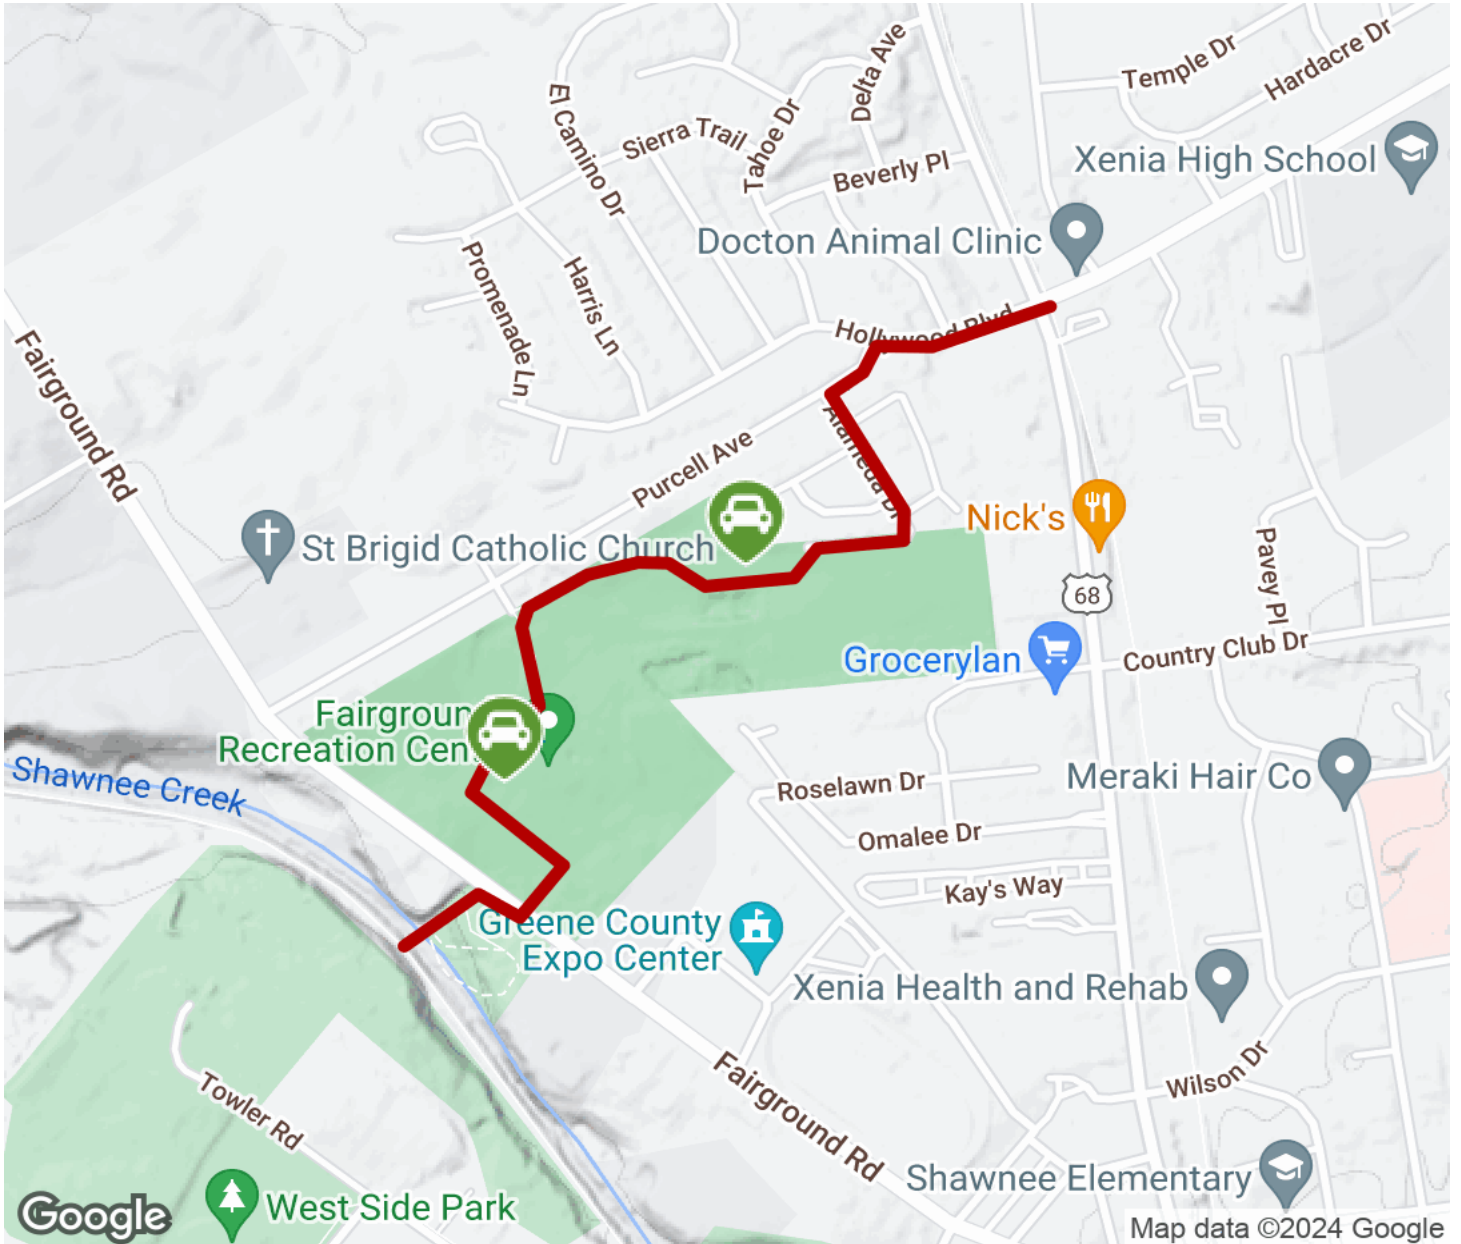 Temple Dr
Hardacre Dr
Delta Ave
El Camino Dr
Sierra Trail
Tahoe Dr
Beverly Pl
Xenia High School
Docton Animal Clinic
Promenade Ln
Harris Ln
Hollywood Blvd
Fairground Rd
Alameda Dr
Purcell Ave
Nick's
St Brigid Catholic Church
Pavey Pl
68
Grocerylan
Country Club Dr
Recreation Cen
Shawnee Creek
Meraki Hair Co
Roselawn Dr
Omalee Dr
Kay's Way
Greene County
Expo Center
Xenia Health and Rehab
Fairground Rd
Wilson Dr
Towler Rd
Shawnee Elementary
West Side Park
Google
Map data ©2024 Google